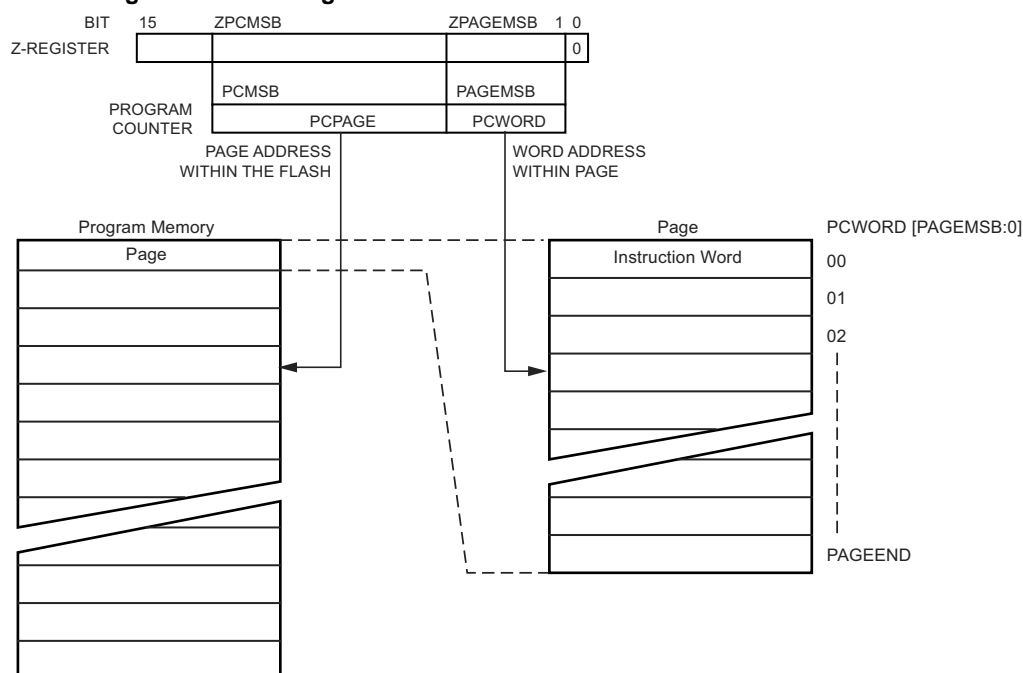 BIT 15 ZPCMSB ZPAGEMSB 1 0
Z-REGISTER 0
PCMSB PAGEMSB
PROGRAM
COUNTER
PCPAGE PCWORD
PAGE ADDRESS
WITHIN THE FLASH
WORD ADDRESS
WITHIN PAGE
Program Memory
Page
Page
PCWORD [PAGEMSB:0]
Instruction Word
00
01
02
PAGEEND